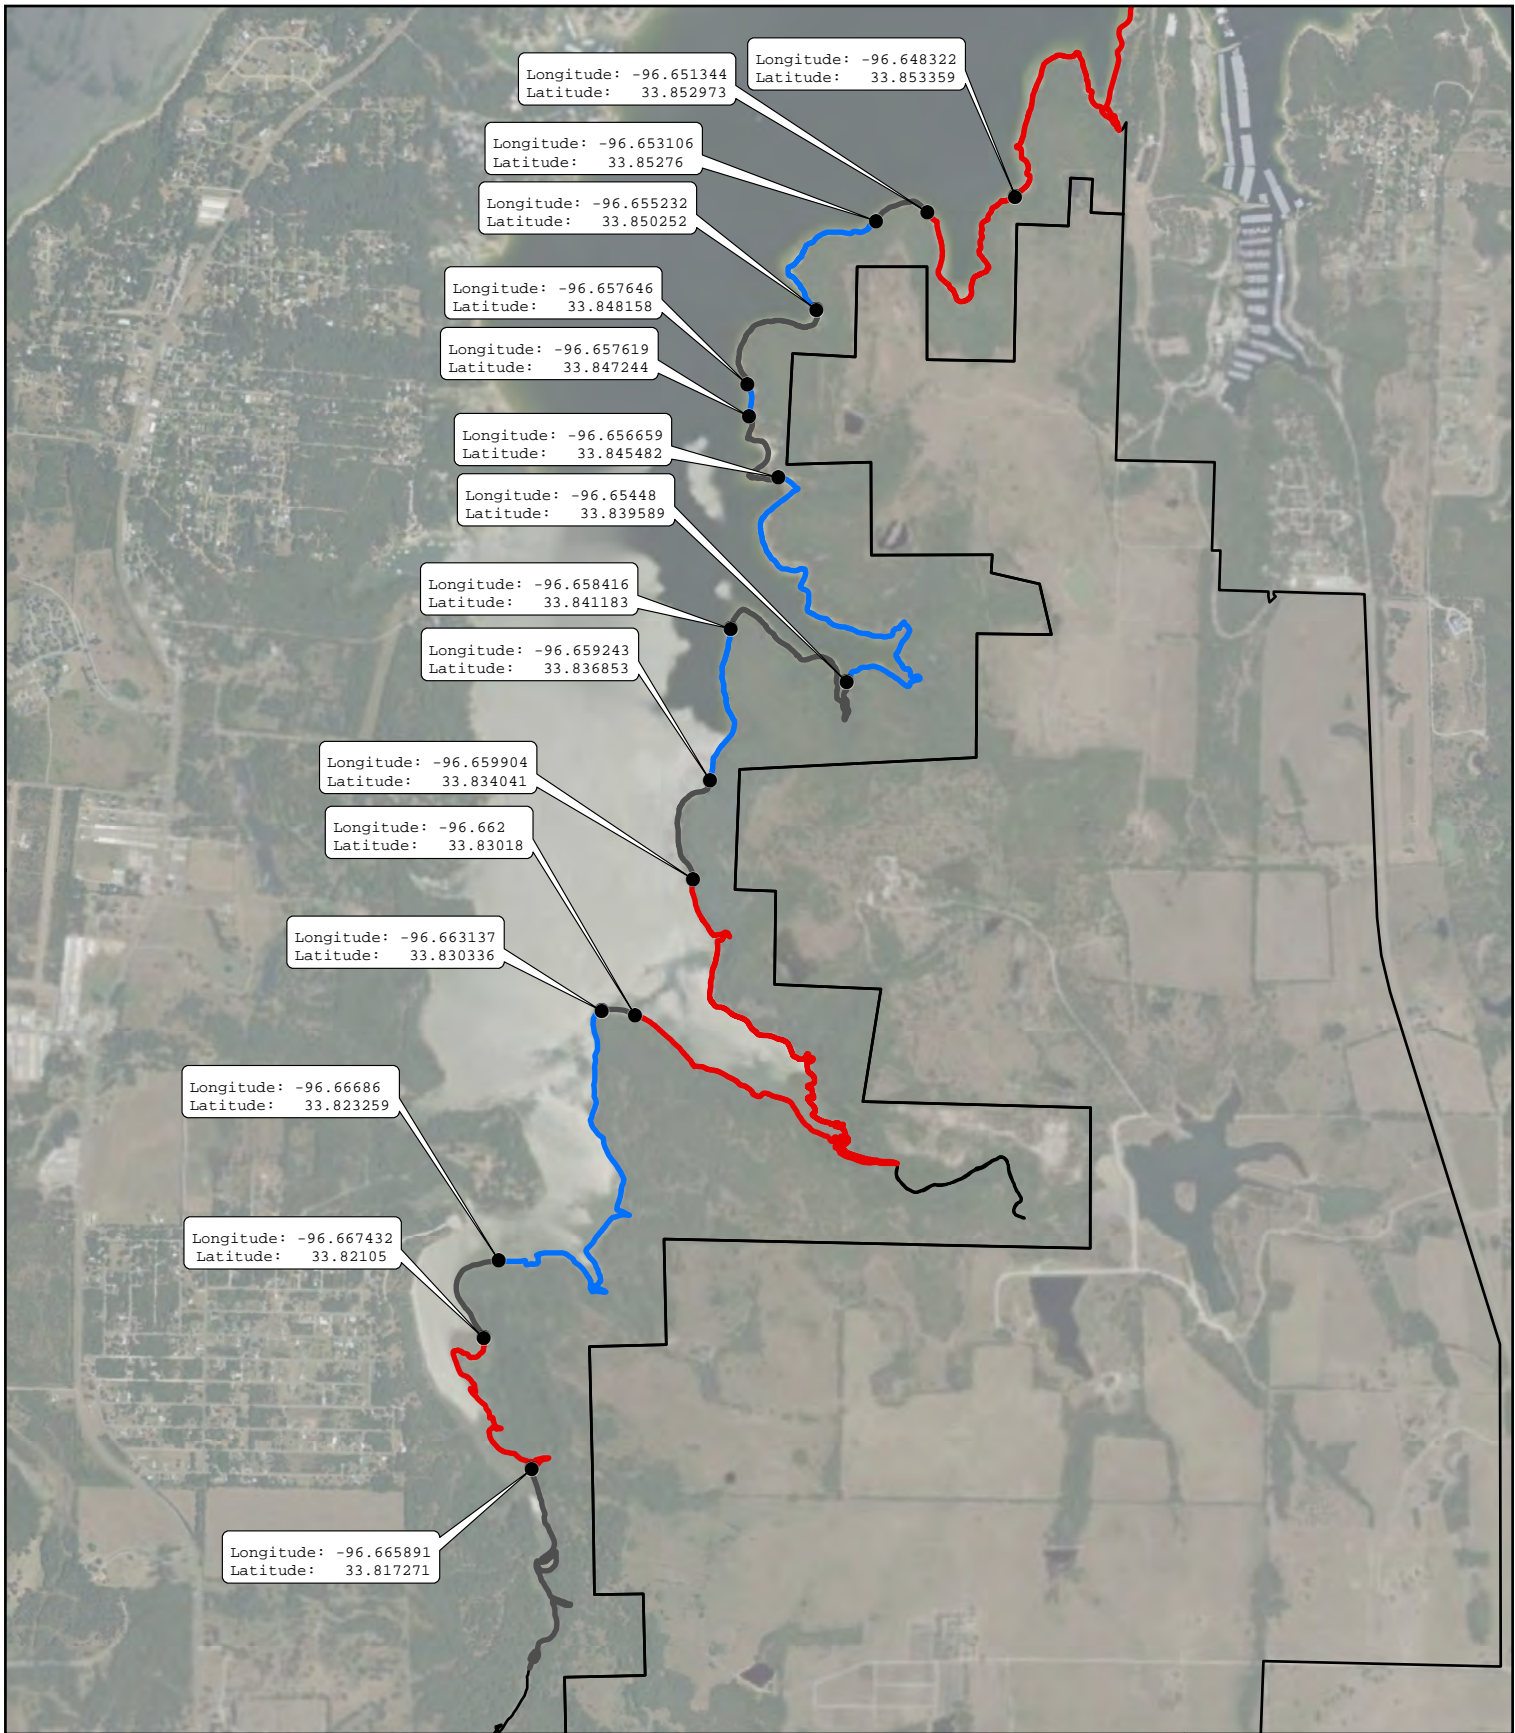 Longitude: -96.648322
Latitude: 33.853359
Longitude: -96.651344
Latitude: 33.852973
Longitude: -96.653106
Latitude: 33.85276
Longitude: -96.655232
Latitude: 33.850252
Longitude: -96.657646
Latitude: 33.848158
Longitude: -96.657619
Latitude: 33.847244
Longitude: -96.656659
Latitude: 33.845482
Longitude: -96.65448
Latitude: 33.839589
Longitude: -96.658416
Latitude: 33.841183
Longitude: -96.659243
Latitude: 33.836853
Longitude: -96.659904
Latitude: 33.834041
Longitude: -96.662
Latitude: 33.83018
Longitude: -96.663137
Latitude: 33.830336
Longitude: -96.66686
Latitude: 33.823259
Longitude: -96.667432
Latitude: 33.82105
Longitude: -96.665891
Latitude: 33.817271